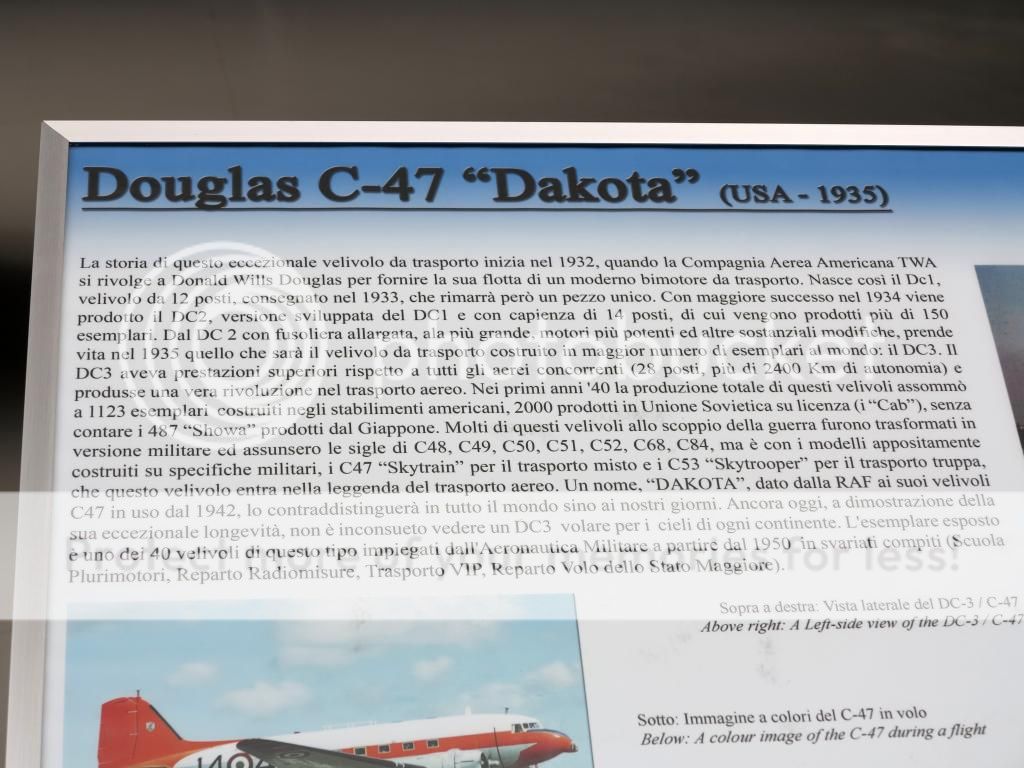 Douglas C-47 “Dakota” (USA - 1935)
La storia di questo eccezionale velivolo da trasporto inizia nel 1932, quando la Compagnia Aerea Americana TWA
si rivolge a Donald Wills Douglas per fornire la sua flotta di un moderno bimotore da trasporto. Nasce così il Dc1,
velivolo da 12 posti, consegnato nel 1933, che rimarrà però un pezzo unico. Con maggiore successo nel 1934 viene
prodotto il DC2, versione sviluppata del DC1 e con capienza di 14 posti, di cui vengono prodotti più di 150
esemplari. Dal DC 2 con fusoliera allargata, ala più grande, motori più potenti ed altre sostanziali modifiche, prende
vita nel 1935 quello che sarà il velivolo da trasporto costruito in maggior numero di esemplari al mondo: il DC3. Il
DC3 aveva prestazioni superiori rispetto a tutti gli aerei concorrenti (28 posti, più di 2400 Km di autonomia) e
produsse una vera rivoluzione nel trasporto aereo. Nei primi anni '40 la produzione totale di questi velivoli assommò
a 1123 esemplari costruiti negli stabilimenti americani, 2000 prodotti in Unione Sovietica su licenza (i “Cab”), senza
contare i 487 “Showa” prodotti dal Giappone. Molti di questi velivoli allo scoppio della guerra furono trasformati in
versione militare ed assunsero le sigle di C48, C49, C50, C51, C52, C68, C84, ma è con i modelli appositamente
costruiti su specifiche militari, i C47 “Skytrain” per il trasporto misto e i C53 “Skytrooper” per il trasporto truppa,
che questo velivolo entra nella leggenda del trasporto aereo. Un nome, “DAKOTA”, dato dalla RAF ai suoi velivoli
C47 in uso dal 1942, lo contraddistinguerà in tutto il mondo sino ai nostri giorni. Ancora oggi, a dimostrazione della
sua eccezionale longevità, non è inconsueto vedere un DC3 volare per i cieli di ogni continente. L'esemplare esposto
è uno dei 40 velivoli di questo tipo impiegati dall'Aeronautica Militare a partire dal 1950 in svariati compiti (Scuola
Plurimotori, Reparto Radiomisure, Trasporto VIP, Reparto Volo dello Stato Maggiore).
photobucket
Protect more of your memories for less!
Sopra a destra: Vista laterale del DC-3 / C-47
Above right: A Left-side view of the DC-3 / C-47
Sotto: Immagine a colori del C-47 in volo
Below: A colour image of the C-47 during a flight
14